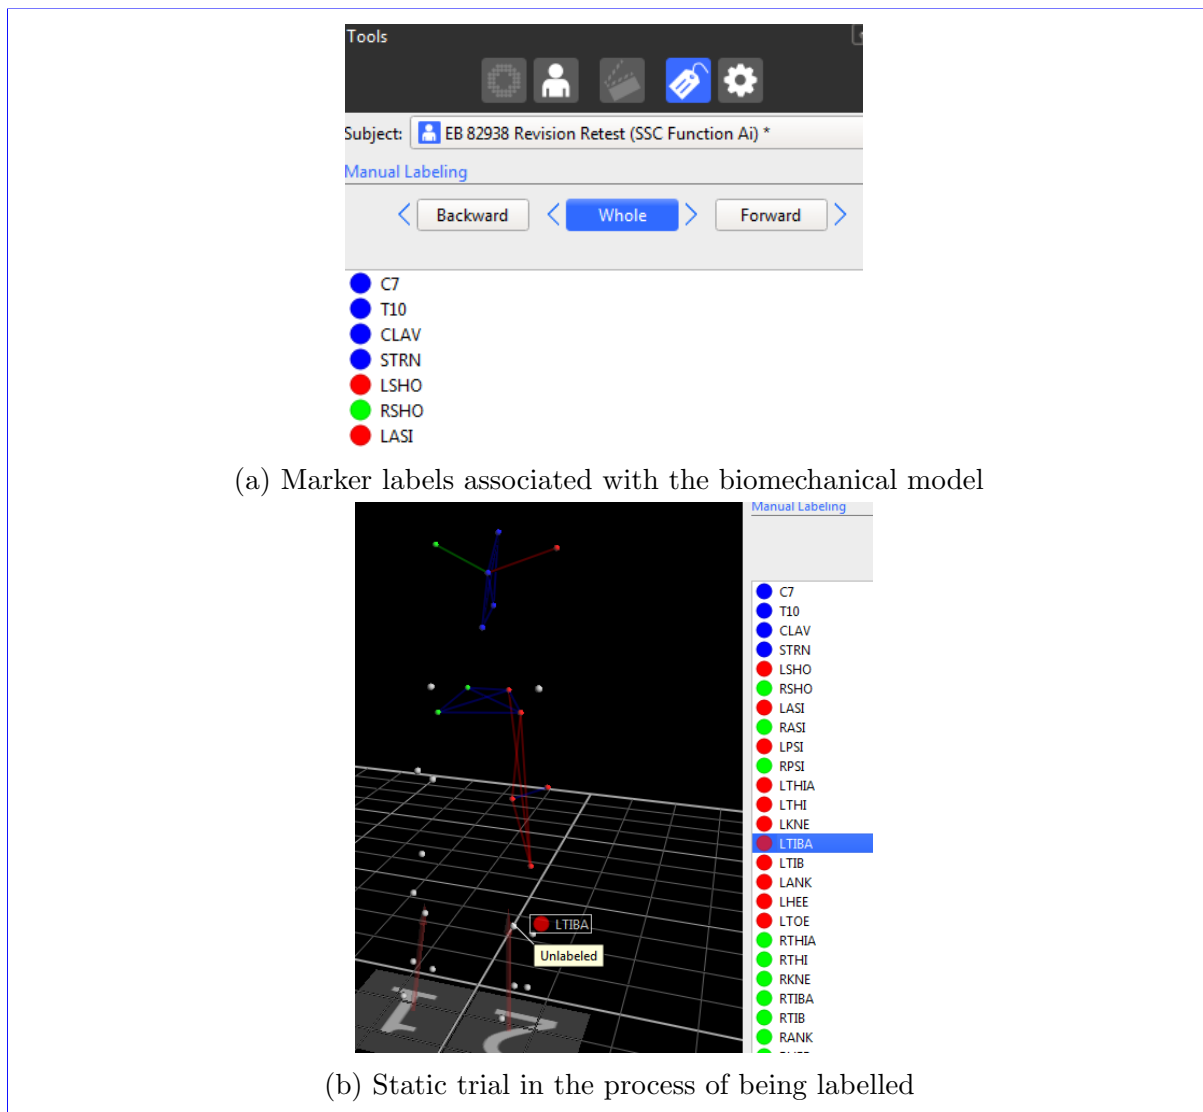 Tools
Subject: EB 82938 Revision Retest (SSC Function Ai) *
Manual Labeling
Backward Whole Forward
C7
T10
CLAV
STRN
LSHO
RSHO
LASI
(a) Marker labels associated with the biomechanical model
Manual Labeling
C7
T10
CLAV
STRN
LSHO
RSHO
LASI
RASI
LPSI
RPSI
LTHIA
LTHI
LKNE
LTIBA
LTIB
LANK
LHEE
LTOE
RTHIA
RTHI
RKNE
RTIBA
RTIB
RANK
LTIBA
Unlabeled
1 2
(b) Static trial in the process of being labelled